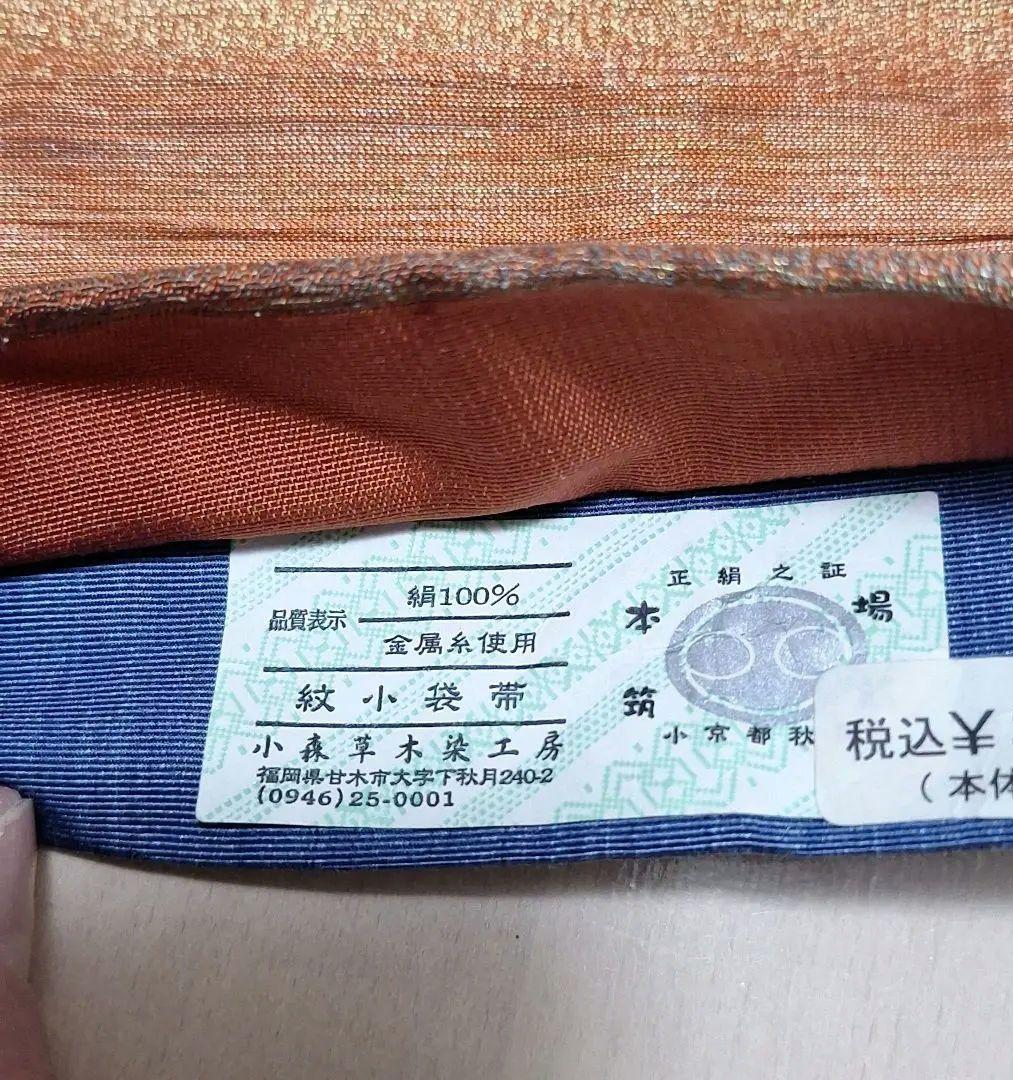 絹100%
品質表示
金属糸使用
紋小袋帯
小森草木染工房
福岡県甘木市大字下秋月240-2
(0946)25-0001
正絹之証
本場
筑
小京都秋
税込¥
(本体